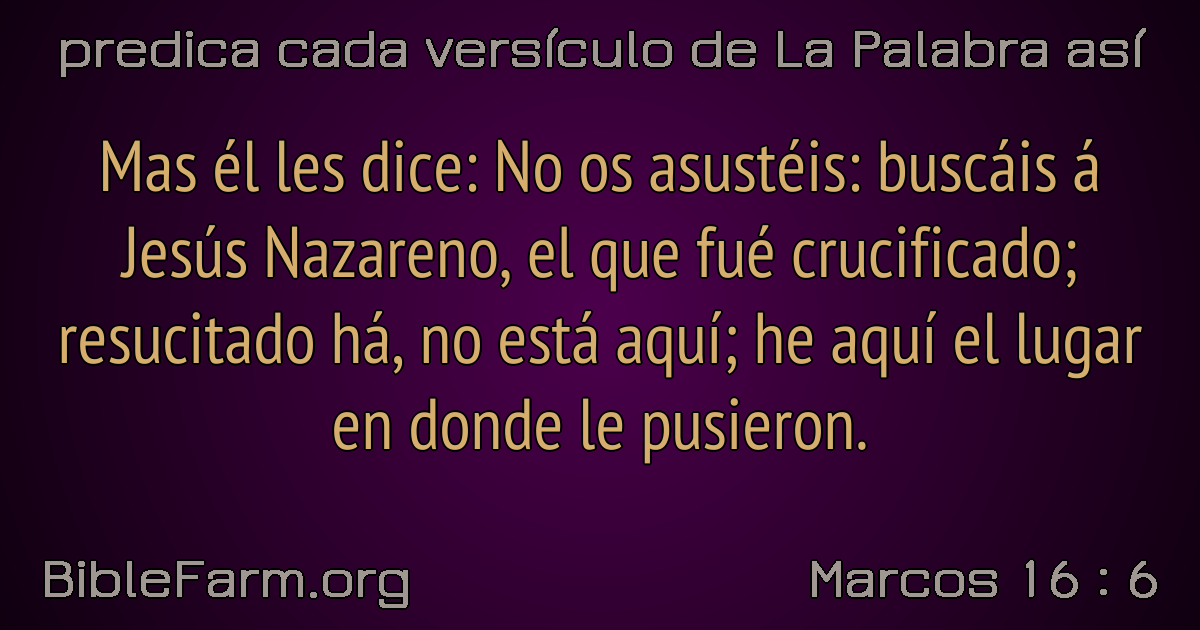 predica cada versículo de La Palabra así
Mas él les dice: No os asustéis: buscáis á
Jesús Nazareno, el que fué crucificado;
resucitado há, no está aquí; he aquí el lugar
en donde le pusieron.
BibleFarm.org
Marcos 16 : 6